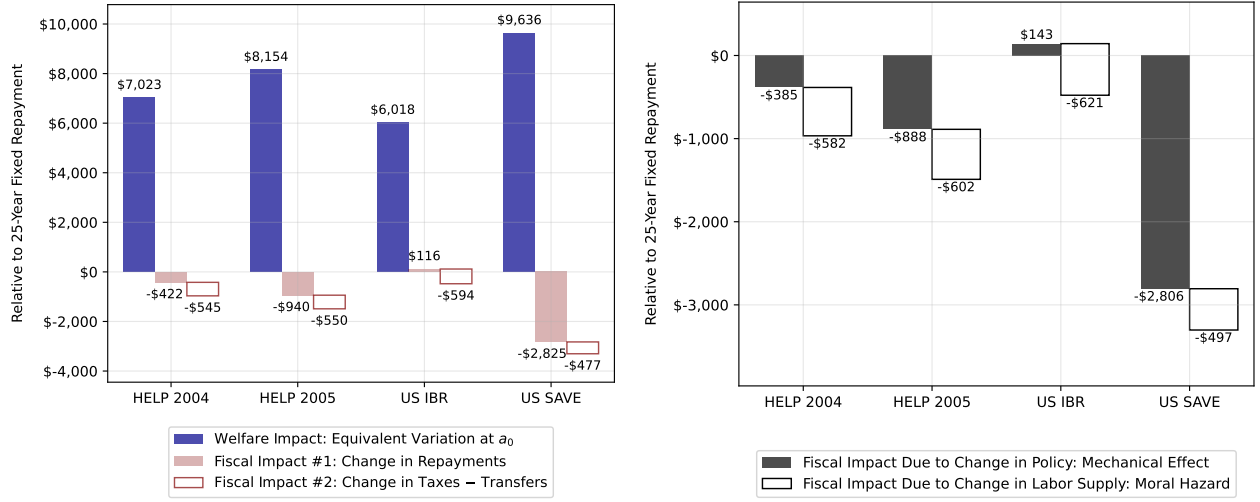 Relative to 25-Year Fixed Repayment
$10,000
$8,000
$6,000
$4,000
$2,000
$0
$-2,000
$-4,000
$7,023
-$422
-$545
$8,154
-$940
-$550
$6,018
$116
-$594
$9,636
-$2,825
-$477
HELP 2004
HELP 2005
US IBR
US SAVE
Welfare Impact: Equivalent Variation at a₀
Fiscal Impact #1: Change in Repayments
Fiscal Impact #2: Change in Taxes − Transfers
Relative to 25-Year Fixed Repayment
$0
$-1,000
$-2,000
$-3,000
-$385
-$582
-$888
-$602
$143
-$621
-$2,806
-$497
HELP 2004
HELP 2005
US IBR
US SAVE
Fiscal Impact Due to Change in Policy: Mechanical Effect
Fiscal Impact Due to Change in Labor Supply: Moral Hazard